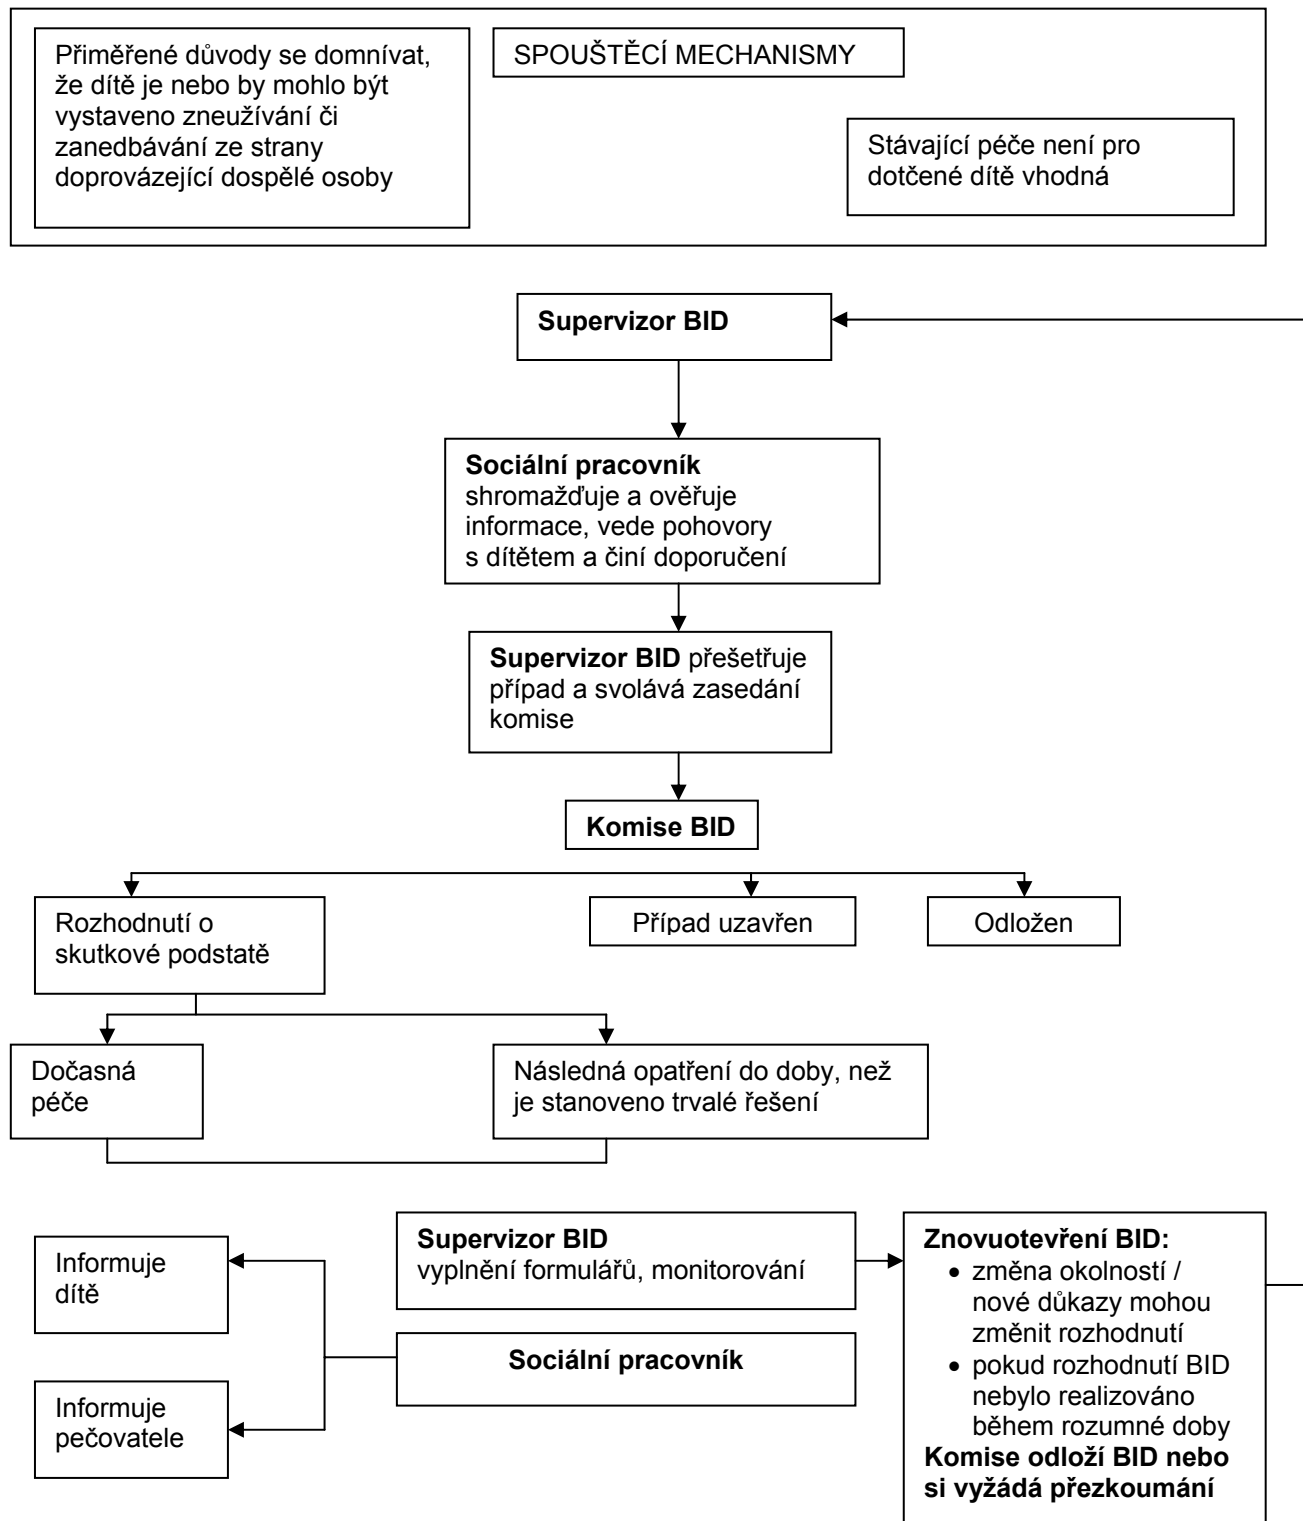 Přiměřené důvody se domnívat,
že dítě je nebo by mohlo být
vystaveno zneužívání či
zanedbávání ze strany
doprovázející dospělé osoby
SPOUŠTĚCÍ MECHANISMY
Stávající péče není pro
dotčené dítě vhodná
Supervizor BID
Sociální pracovník
shromažďuje a ověřuje
informace, vede pohovory
s dítětem a činí doporučení
Supervizor BID přešetřuje
případ a svolává zasedání
komise
Komise BID
Rozhodnutí o
skutkové podstatě
Případ uzavřen
Odložen
Dočasná
péče
Následná opatření do doby, než
je stanoveno trvalé řešení
Informuje
dítě
Informuje
pečovatele
Supervizor BID
vyplnění formulářů, monitorování
Sociální pracovník
Znovuotevření BID:
• změna okolností /
nové důkazy mohou
změnit rozhodnutí
• pokud rozhodnutí BID
nebylo realizováno
během rozumné doby
Komise odloží BID nebo
si vyžádá přezkoumání